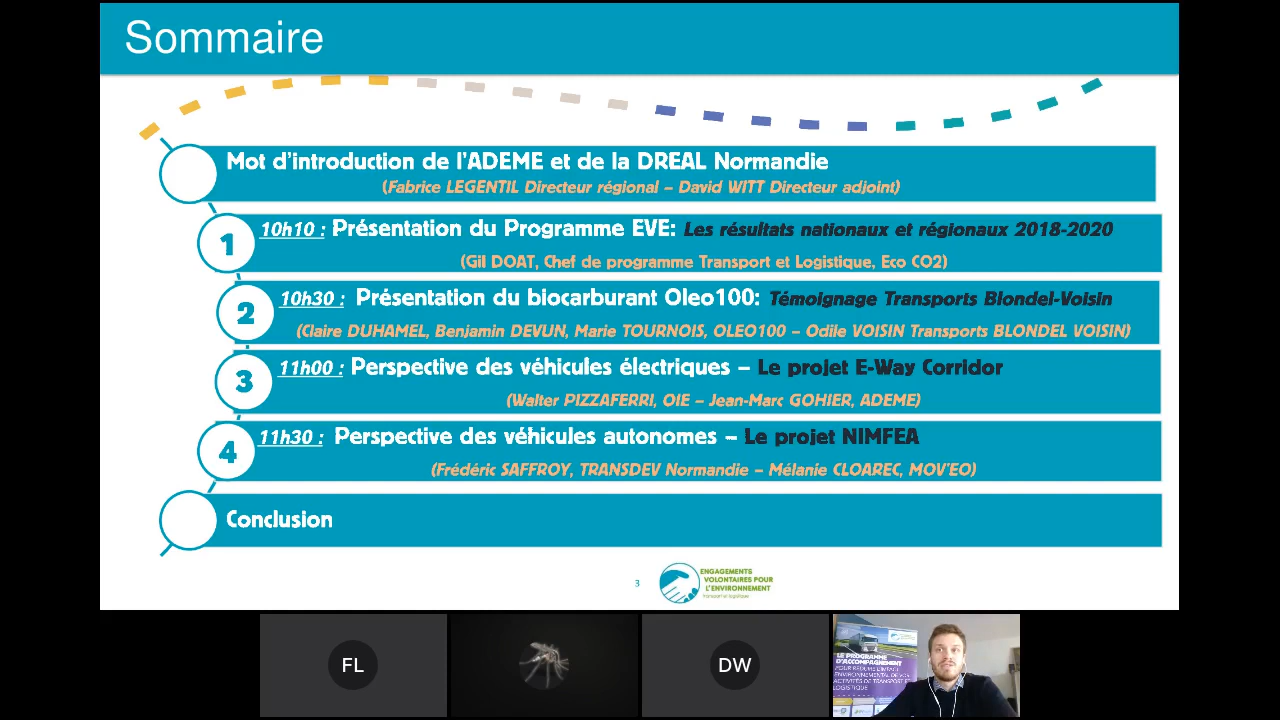 Sommaire
Mot d'introduction de l'ADEME et de la DREAL Normandie
(Fabrice LEGENTIL Directeur régional – David WITT Directeur adjoint)
1
10h10 : Présentation du Programme EVE: Les résultats nationaux et régionaux 2018-2020
(Gil DOAT, Chef de programme Transport et Logistique, Eco CO2)
2
10h30 : Présentation du biocarburant Oleo100: Témoignage Transports Blondel-Voisin
(Claire DUHAMEL, Benjamin DEVUN, Marie TOURNOIS, OLEO100 – Odile VOISIN Transports BLONDEL VOISIN)
3
11h00 : Perspective des véhicules électriques – Le projet E-Way Corridor
(Walter PIZZAFERRI, OIE – Jean-Marc GOHIER, ADEME)
4
11h30 : Perspective des véhicules autonomes – Le projet NIMFEA
(Frédéric SAFFROY, TRANSDEV Normandie – Mélanie CLOAREC, MOV'EO)
Conclusion
3
ENGAGEMENTS
VOLONTAIRES POUR
L'ENVIRONNEMENT
transport et logistique
FL
DW
LE PROGRAMME
D'ACCOMPAGNEMENT
POUR RÉDUIRE L'IMPACT
ENVIRONNEMENTAL DE VOS
ACTIVITÉS DE TRANSPORT ET
LOGISTIQUE